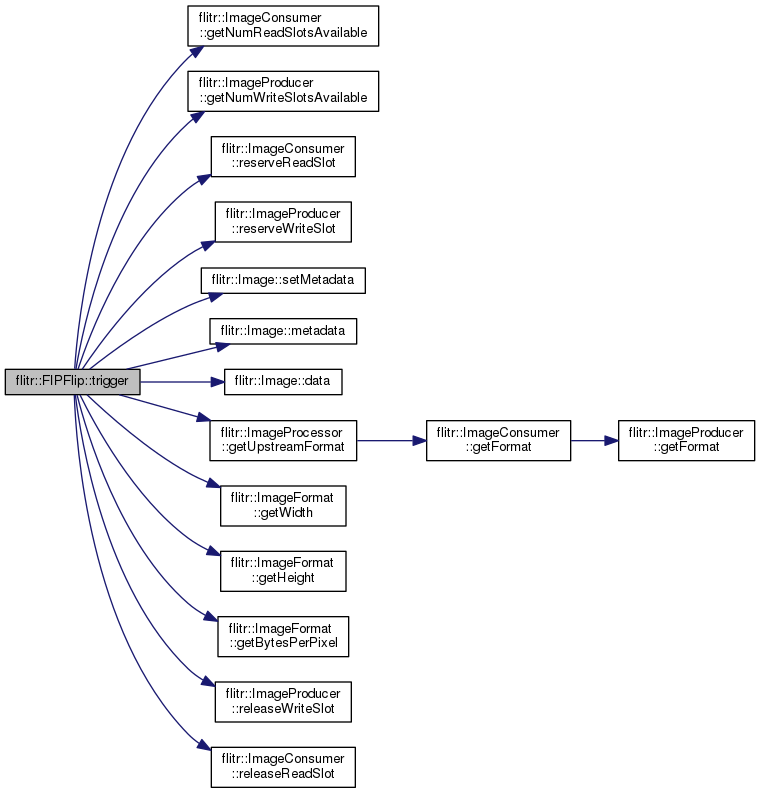 flitr::ImageConsumer
::getNumReadSlotsAvailable
flitr::ImageProducer
::getNumWriteSlotsAvailable
flitr::ImageConsumer
::reserveReadSlot
flitr::ImageProducer
::reserveWriteSlot
flitr::Image::setMetadata
flitr::Image::metadata
flitr::FIPFlip::trigger
flitr::Image::data
flitr::ImageProcessor
::getUpstreamFormat
flitr::ImageConsumer
::getFormat
flitr::ImageProducer
::getFormat
flitr::ImageFormat
::getWidth
flitr::ImageFormat
::getHeight
flitr::ImageFormat
::getBytesPerPixel
flitr::ImageProducer
::releaseWriteSlot
flitr::ImageConsumer
::releaseReadSlot